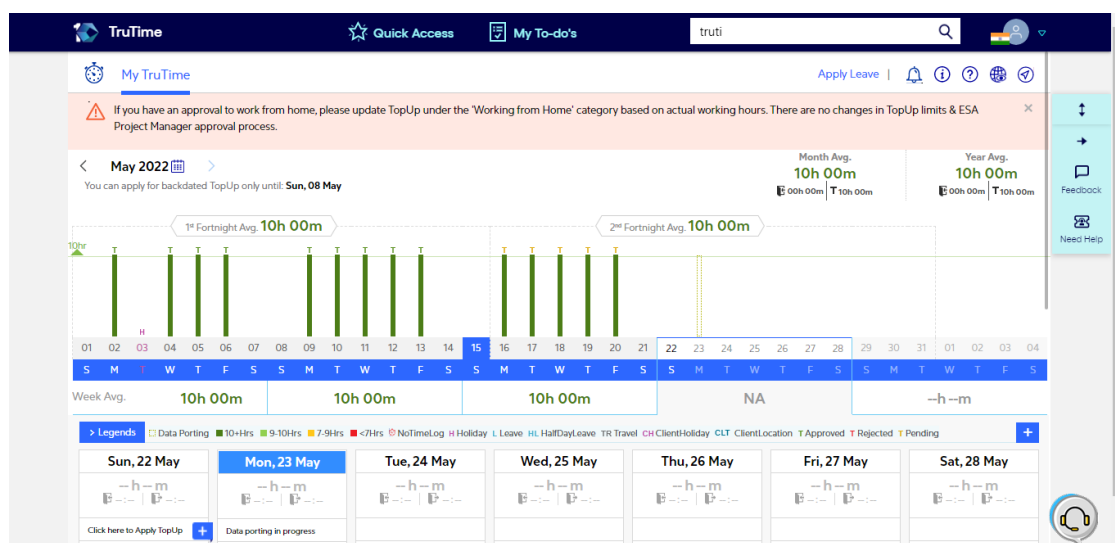 TruTime
Quick Access
My To-do's
truti
My TruTime
Apply Leave |
If you have an approval to work from home, please update TopUp under the 'Working from Home' category based on actual working hours. There are no changes in TopUp limits & ESA
Project Manager approval process.
×
May 2022
You can apply for backdated TopUp only until: Sun, 08 May
Month Avg.
10h 00m
00h 00m T 10h 00m
Year Avg.
10h 00m
00h 00m T 10h 00m
Feedback
Need Help
1st Fortnight Avg. 10h 00m
2nd Fortnight Avg. 10h 00m
10hr
T T T T T T T T T T T T T T
H
01 02 03 04 05 06 07 08 09 10 11 12 13 14 15 16 17 18 19 20 21 22 23 24 25 26 27 28 29 30 31 01 02 03 04
S M T W T F S S M T W T F S S M T W T F S S M T W T F S S M T W T F S
Week Avg. 10h 00m 10h 00m 10h 00m NA --h--m
> Legends Data Porting 10+Hrs 9-10Hrs 7-9Hrs <7Hrs NoTimeLog H Holiday L Leave HL HalfDayLeave TR Travel CH ClientHoliday CLT ClientLocation T Approved T Rejected T Pending +
Sun, 22 May Mon, 23 May Tue, 24 May Wed, 25 May Thu, 26 May Fri, 27 May Sat, 28 May
--h--m --h--m --h--m --h--m --h--m --h--m --h--m
--:-- | --:-- --:-- | --:-- --:-- | --:-- --:-- | --:-- --:-- | --:-- --:-- | --:-- --:-- | --:--
Click here to Apply TopUp + Data porting in progress